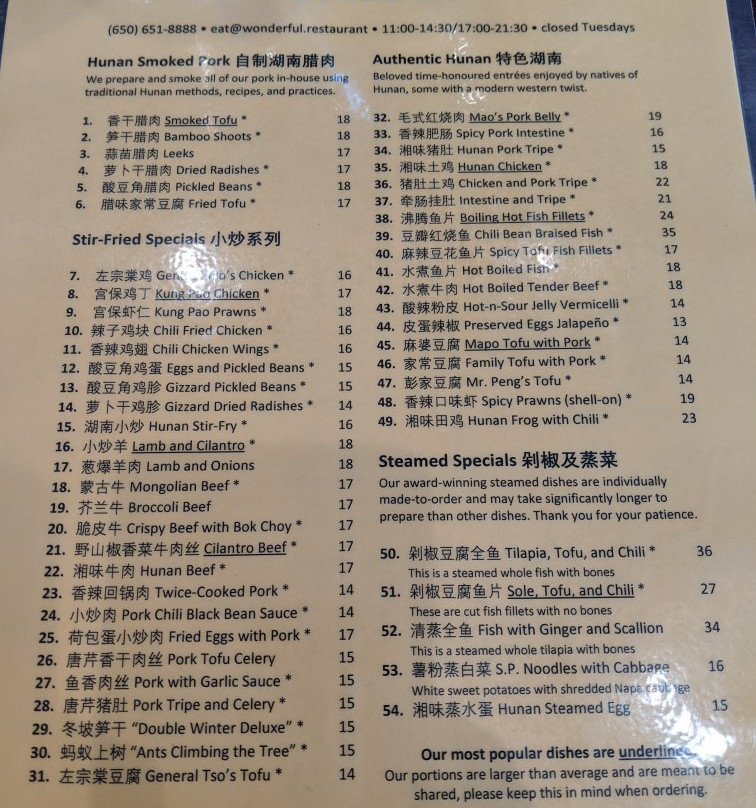 (650) 651-8888 • eat@wonderful.restaurant • 11:00-14:30/17:00-21:30 • closed Tuesdays
Hunan Smoked Pork 自制湖南腊肉
We prepare and smoke all of our pork in-house using
traditional Hunan methods, recipes, and practices.
1. 香干腊肉 Smoked Tofu * 18
2. 笋干腊肉 Bamboo Shoots * 18
3. 蒜苗腊肉 Leeks 17
4. 萝卜干腊肉 Dried Radishes * 17
5. 酸豆角腊肉 Pickled Beans * 18
6. 腊味家常豆腐 Fried Tofu * 17
Stir-Fried Specials 小炒系列
7. 左宗棠鸡 General Tso's Chicken * 16
8. 宫保鸡丁 Kung Pao Chicken * 17
9. 宫保虾仁 Kung Pao Prawns * 18
10. 辣子鸡块 Chili Fried Chicken * 16
11. 香辣鸡翅 Chili Chicken Wings * 16
12. 酸豆角鸡蛋 Eggs and Pickled Beans * 15
13. 酸豆角鸡胗 Gizzard Pickled Beans * 15
14. 萝卜干鸡胗 Gizzard Dried Radishes * 14
15. 湖南小炒 Hunan Stir-Fry * 16
16. 小炒羊 Lamb and Cilantro * 18
17. 葱爆羊肉 Lamb and Onions 18
18. 蒙古牛 Mongolian Beef * 17
19. 芥兰牛 Broccoli Beef 17
20. 脆皮牛 Crispy Beef with Bok Choy * 17
21. 野山椒香菜牛肉丝 Cilantro Beef * 17
22. 湘味牛肉 Hunan Beef * 17
23. 香辣回锅肉 Twice-Cooked Pork * 14
24. 小炒肉 Pork Chili Black Bean Sauce * 14
25. 荷包蛋小炒肉 Fried Eggs with Pork * 17
26. 唐芹香干肉丝 Pork Tofu Celery 15
27. 鱼香肉丝 Pork with Garlic Sauce * 15
28. 唐芹猪肚 Pork Tripe and Celery * 15
29. 冬坡笋干 “Double Winter Deluxe” * 15
30. 蚂蚁上树 “Ants Climbing the Tree” * 15
31. 左宗棠豆腐 General Tso's Tofu * 14
Authentic Hunan 特色湖南
Beloved time-honoured entrées enjoyed by natives of
Hunan, some with a modern western twist.
32. 毛式红烧肉 Mao's Pork Belly * 19
33. 香辣肥肠 Spicy Pork Intestine * 16
34. 湘味猪肚 Hunan Pork Tripe * 15
35. 湘味土鸡 Hunan Chicken * 18
36. 猪肚土鸡 Chicken and Pork Tripe * 22
37. 牵肠挂肚 Intestine and Tripe * 21
38. 沸腾鱼片 Boiling Hot Fish Fillets * 24
39. 豆瓣红烧鱼 Chili Bean Braised Fish * 35
40. 麻辣豆花鱼片 Spicy Tofu Fish Fillets * 17
41. 水煮鱼片 Hot Boiled Fish * 18
42. 水煮牛肉 Hot Boiled Tender Beef * 18
43. 酸辣粉皮 Hot-n-Sour Jelly Vermicelli * 14
44. 皮蛋辣椒 Preserved Eggs Jalapeño * 13
45. 麻婆豆腐 Mapo Tofu with Pork * 14
46. 家常豆腐 Family Tofu with Pork * 14
47. 彭家豆腐 Mr. Peng's Tofu * 14
48. 香辣口味虾 Spicy Prawns (shell-on) * 19
49. 湘味田鸡 Hunan Frog with Chili * 23
Steamed Specials 剁椒及蒸菜
Our award-winning steamed dishes are individually
made-to-order and may take significantly longer to
prepare than other dishes. Thank you for your patience.
50. 剁椒豆腐全鱼 Tilapia, Tofu, and Chili * 36
This is a steamed whole fish with bones
51. 剁椒豆腐鱼片 Sole, Tofu, and Chili * 27
These are cut fish fillets with no bones
52. 清蒸全鱼 Fish with Ginger and Scallion 34
This is a steamed whole tilapia with bones
53. 薯粉蒸白菜 S.P. Noodles with Cabbage 16
White sweet potatoes with shredded Napa cabbage
54. 湘味蒸水蛋 Hunan Steamed Egg 15
Our most popular dishes are underlined.
Our portions are larger than average and are meant to be
shared, please keep this in mind when ordering.